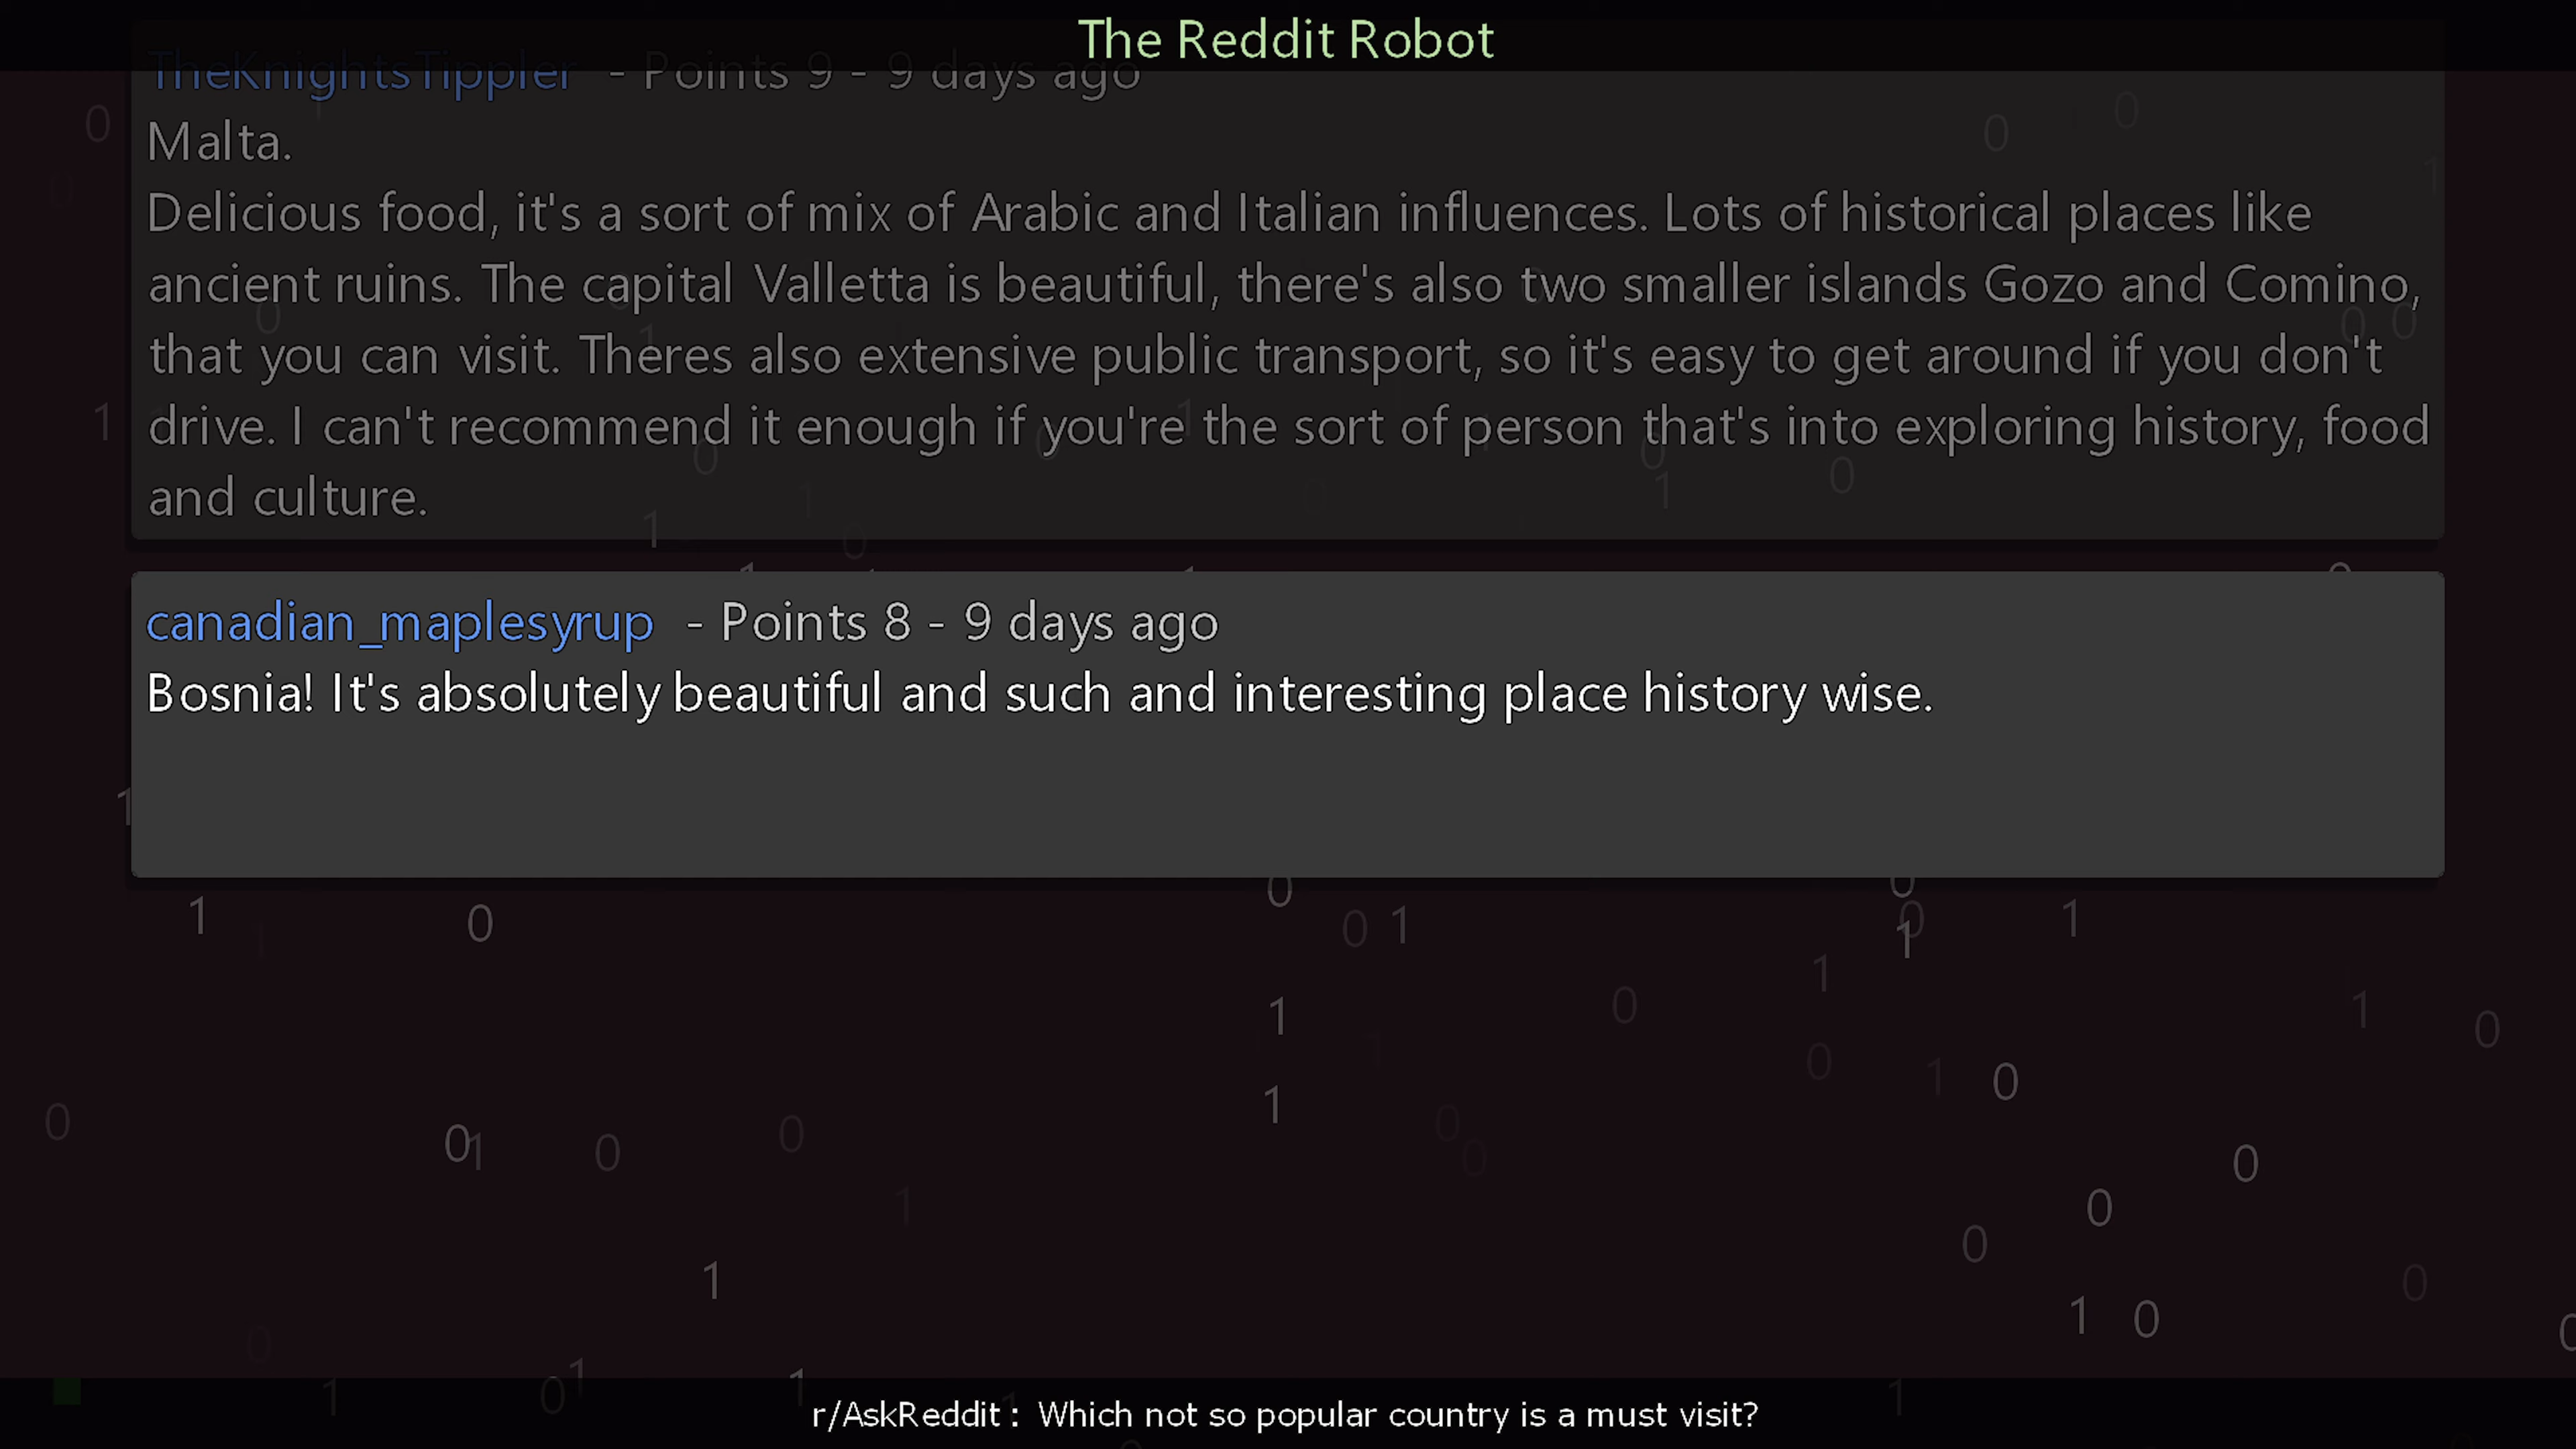 The Reddit Robot
TheKnightsTippler - Points 9 - 9 days ago
Malta.
Delicious food, it's a sort of mix of Arabic and Italian influences. Lots of historical places like
ancient ruins. The capital Valletta is beautiful, there's also two smaller islands Gozo and Comino,
that you can visit. Theres also extensive public transport, so it's easy to get around if you don't
drive. I can't recommend it enough if you're the sort of person that's into exploring history, food
and culture.
canadian_maplesyrup - Points 8 - 9 days ago
Bosnia! It's absolutely beautiful and such and interesting place history wise.
r/AskReddit : Which not so popular country is a must visit?